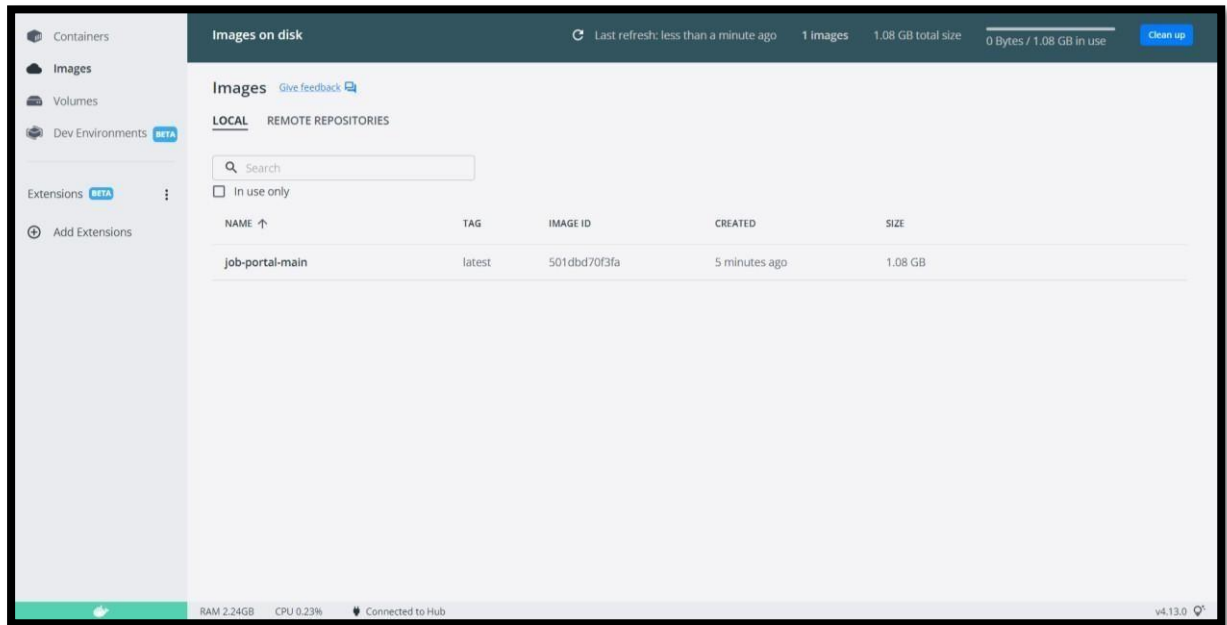 Containers
Images
Volumes
Dev Environments BETA
Extensions BETA
Add Extensions
Images on disk
Last refresh: less than a minute ago 1 images 1.08 GB total size 0 Bytes / 1.08 GB in use Clean up
Images Give feedback
LOCAL REMOTE REPOSITORIES
Search
In use only
NAME TAG IMAGE ID CREATED SIZE
job-portal-main latest 501dbd70f3fa 5 minutes ago 1.08 GB
RAM 2.24GB CPU 0.23% Connected to Hub v4.13.0